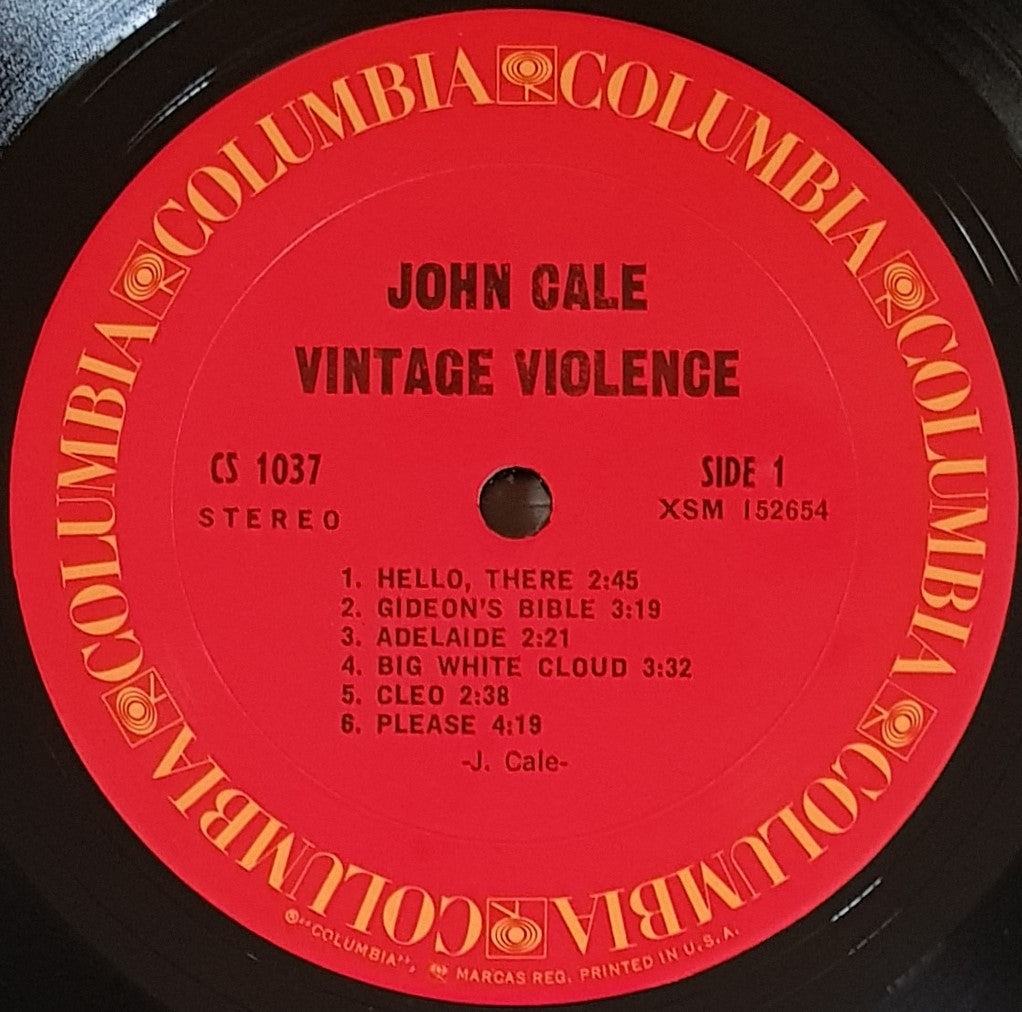 COLUMBIA COLUMBIA COLUMBIA COLUMBIA COLUMBIA COLUMBIA
JOHN CALE
VINTAGE VIOLENCE
CS 1037
STEREO
SIDE 1
XSM 152654
1. HELLO, THERE 2:45
2. GIDEON'S BIBLE 3:19
3. ADELAIDE 2:21
4. BIG WHITE CLOUD 3:32
5. CLEO 2:38
6. PLEASE 4:19
-J. Cale-
®"COLUMBIA", MARCAS REG. PRINTED IN U.S.A.